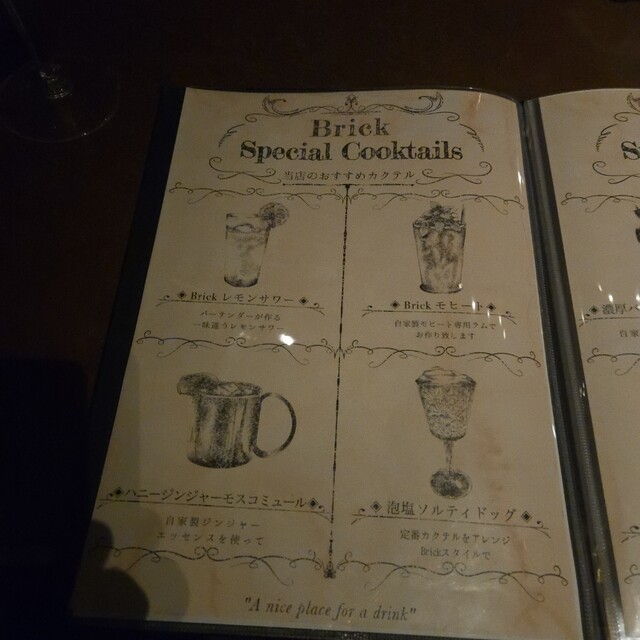 Brick
Special Cooktails
当店のおすすめカクテル
Brick レモンサワー
バーテンダーが作る
一味違うレモンサワー
Brick モヒート
自家製モヒート専用ラムで
お作り致します
ハニージンジャーモスコミュール
自家製ジンジャー
エッセンスを使って
泡塩ソルティドッグ
定番カクテルをアレンジ
Brickスタイルで
"A nice place for a drink"
S
濃厚
自家